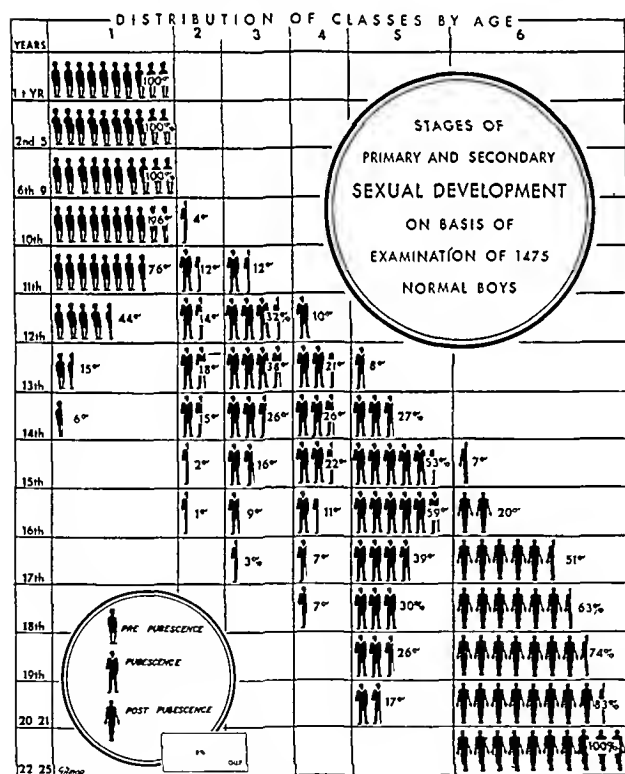 DISTRIBUTION OF CLASSES BY AGE
YEARS 1 2 3 4 5 6
1 t YR 100%
2nd 5 100%
6th 9 100%
10th 96% 4%
11th 76% 12% 12%
12th 44% 14% 32% 10%
13th 15% 18% 38% 21% 8%
14th 6% 15% 26% 26% 27%
15th 2% 16% 22% 53% 7%
16th 1% 9% 11% 59% 20%
17th 3% 7% 39% 51%
18th 7% 30% 63%
19th 26% 74%
20 21 17% 83%
22 25 100%
STAGES OF
PRIMARY AND SECONDARY
SEXUAL DEVELOPMENT
ON BASIS OF
EXAMINATION OF 1475
NORMAL BOYS
PRE PUBESCENCE
PUBESCENCE
POST PUBESCENCE